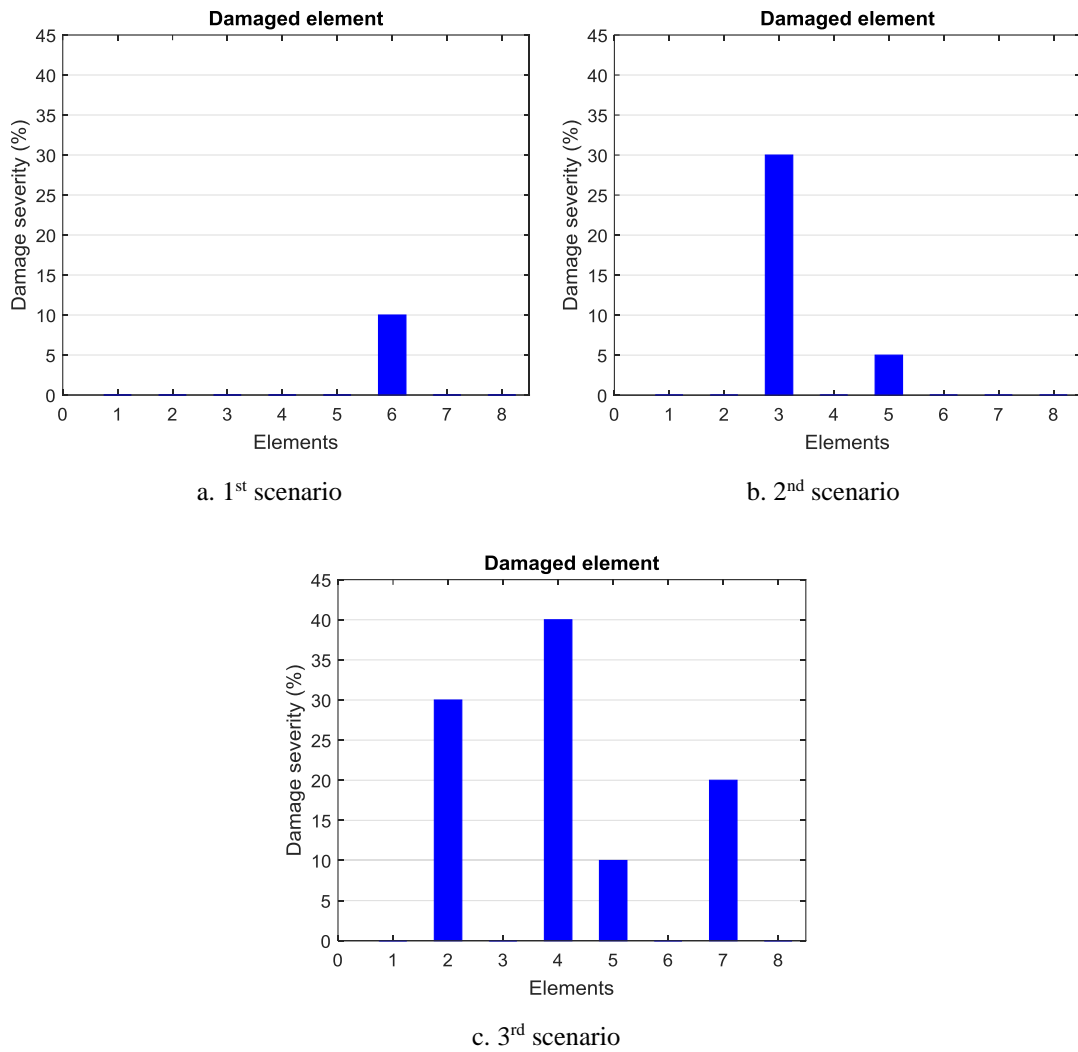 Damaged element
45
40
35
30
25
20
15
10
5
0
Damage severity (%)
0 1 2 3 4 5 6 7 8
Elements
a. 1st scenario
Damaged element
45
40
35
30
25
20
15
10
5
0
Damage severity (%)
0 1 2 3 4 5 6 7 8
Elements
b. 2nd scenario
Damaged element
45
40
35
30
25
20
15
10
5
0
Damage severity (%)
0 1 2 3 4 5 6 7 8
Elements
c. 3rd scenario